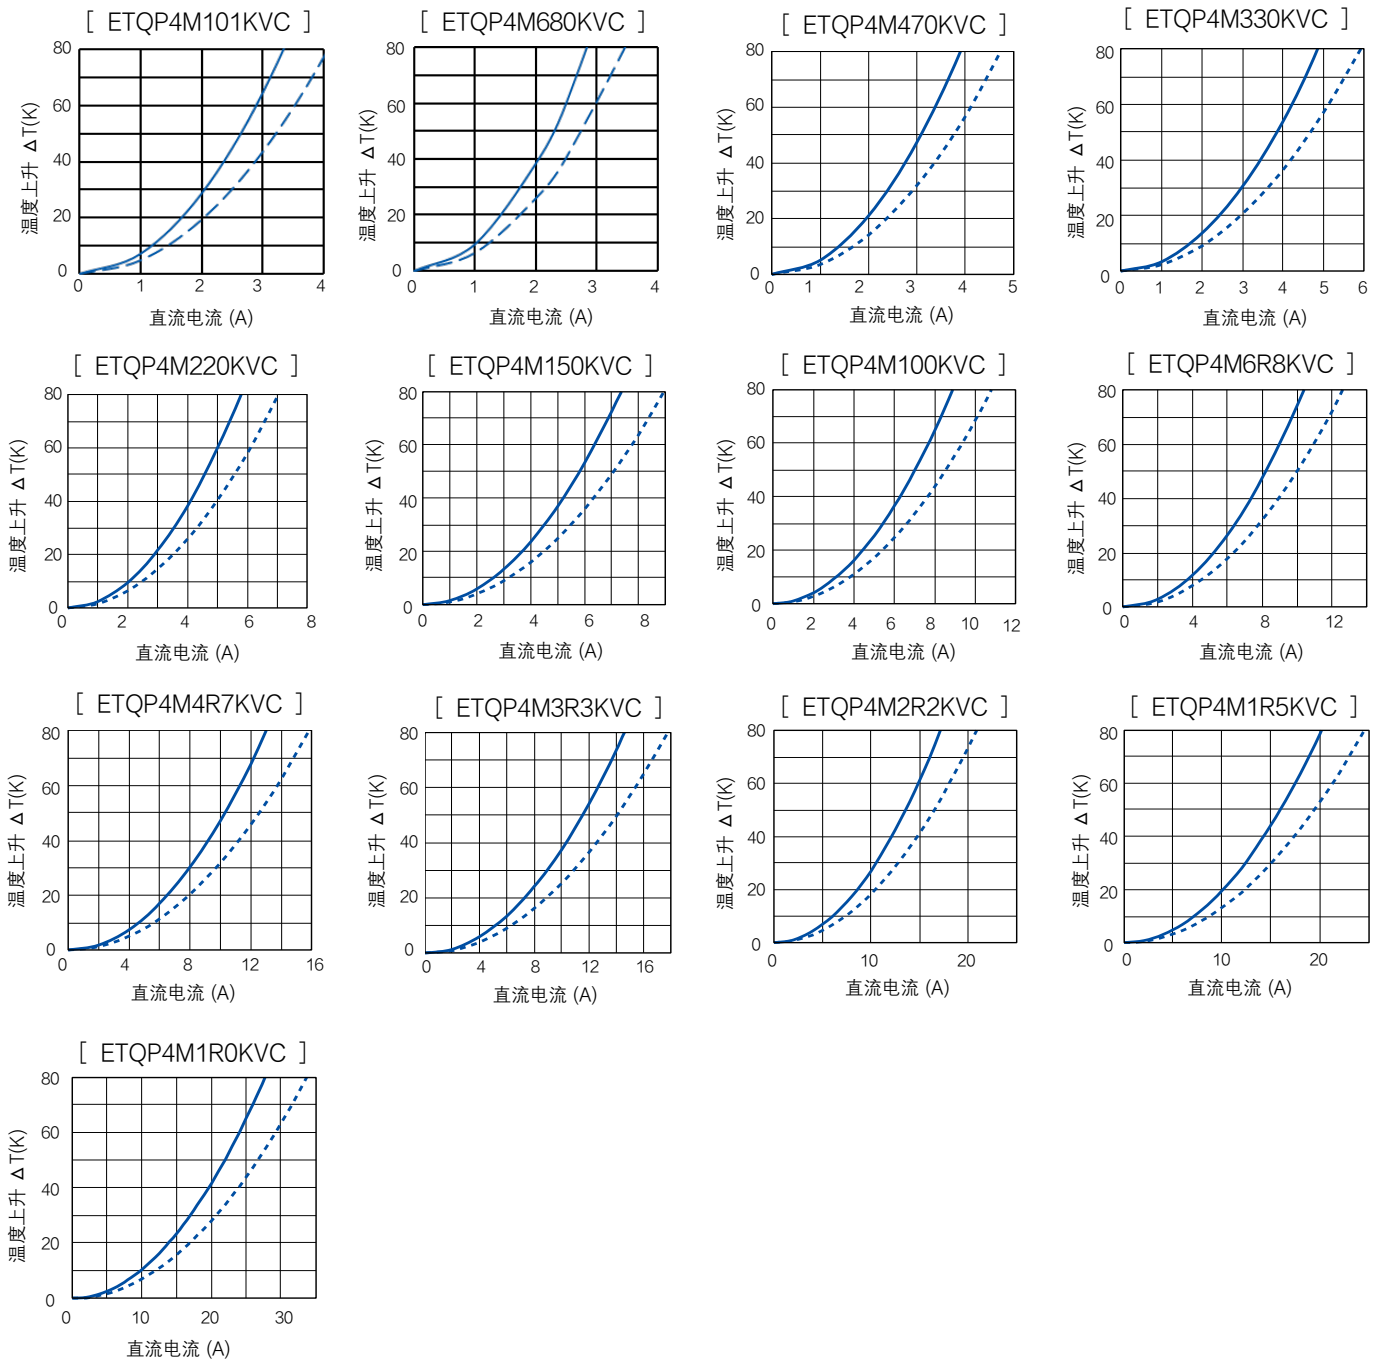 [ ETQP4M101KVC ]
80
60
40
20
0
温度上升 ΔT(K)
0 1 2 3 4
直流电流 (A)
[ ETQP4M680KVC ]
80
60
40
20
0
温度上升 ΔT(K)
0 1 2 3 4
直流电流 (A)
[ ETQP4M470KVC ]
80
60
40
20
0
温度上升 ΔT(K)
0 1 2 3 4 5
直流电流 (A)
[ ETQP4M330KVC ]
80
60
40
20
0
温度上升 ΔT(K)
0 1 2 3 4 5 6
直流电流 (A)
[ ETQP4M220KVC ]
80
60
40
20
0
温度上升 ΔT(K)
0 2 4 6 8
直流电流 (A)
[ ETQP4M150KVC ]
80
60
40
20
0
温度上升 ΔT(K)
0 2 4 6 8
直流电流 (A)
[ ETQP4M100KVC ]
80
60
40
20
0
温度上升 ΔT(K)
0 2 4 6 8 10 12
直流电流 (A)
[ ETQP4M6R8KVC ]
80
60
40
20
0
温度上升 ΔT(K)
0 4 8 12
直流电流 (A)
[ ETQP4M4R7KVC ]
80
60
40
20
0
温度上升 ΔT(K)
0 4 8 12 16
直流电流 (A)
[ ETQP4M3R3KVC ]
80
60
40
20
0
温度上升 ΔT(K)
0 4 8 12 16
直流电流 (A)
[ ETQP4M2R2KVC ]
80
60
40
20
0
温度上升 ΔT(K)
0 10 20
直流电流 (A)
[ ETQP4M1R5KVC ]
80
60
40
20
0
温度上升 ΔT(K)
0 10 20
直流电流 (A)
[ ETQP4M1R0KVC ]
80
60
40
20
0
温度上升 ΔT(K)
0 10 20 30
直流电流 (A)